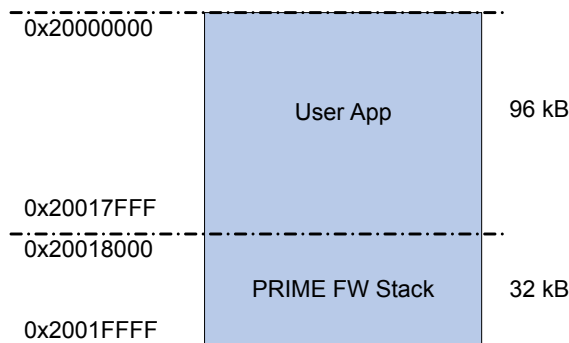 0x20000000
User App
96 kB
0x20017FFF
0x20018000
PRIME FW Stack
32 kB
0x2001FFFF